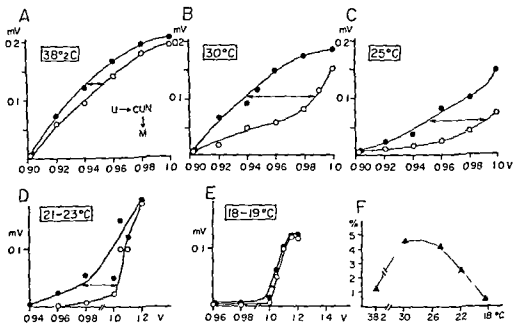 A
mV
38°2C
0.2
0.1
0
U → CUN
↓
M
0.90 0.92 0.94 0.96 0.98 1.0
B
mV
30°C
0.1
0.90 0.92 0.94 0.96 0.98 1.0
C
mV
25°C
0.2
0.1
0.90 0.92 0.94 0.96 0.98 1.0 V
D
mV
21-23°C
0.1
0.94 0.96 0.98 1.0 1.2 V
E
mV
18-19°C
0.1
0.96 0.98 1.0 1.2 1.4 V
F
%
5
4
3
2
1
38.2 30 25 22 18 °C